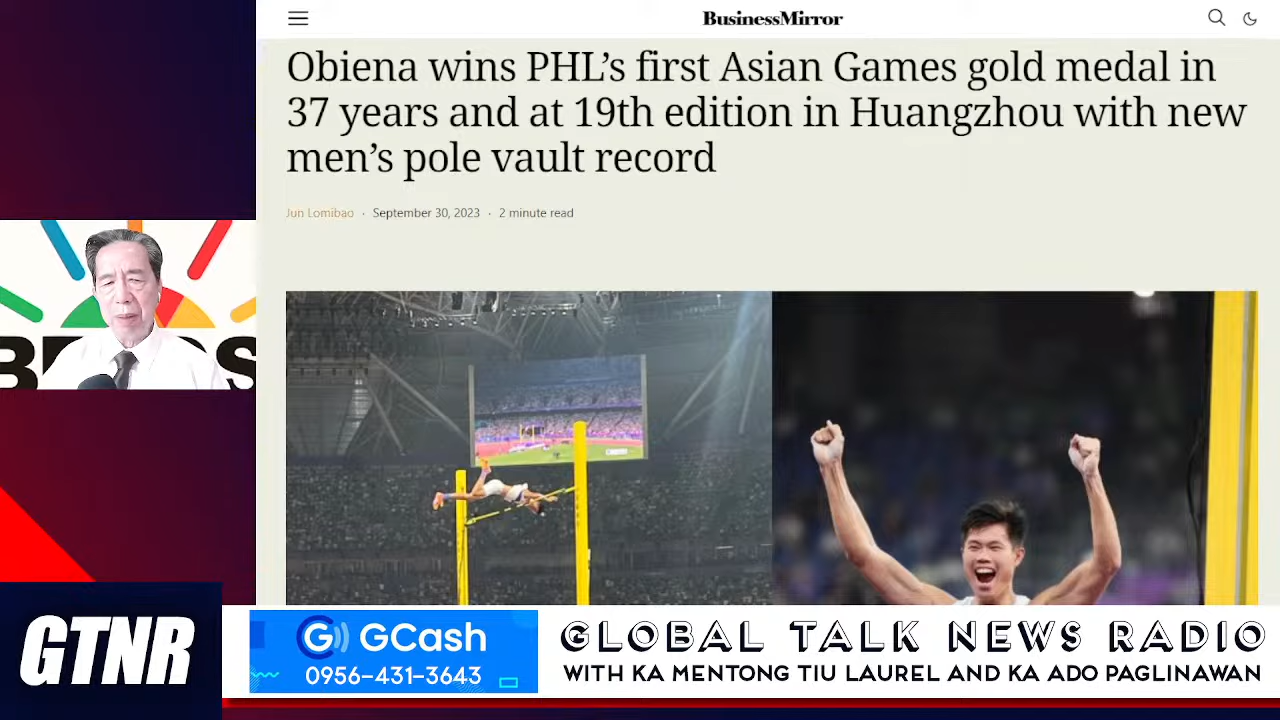 BusinessMirror
Obiena wins PHL’s first Asian Games gold medal in
37 years and at 19th edition in Huangzhou with new
men’s pole vault record
Jun Lomibao · September 30, 2023 · 2 minute read
GTNR
GCash
0956-431-3643
GLOBAL TALK NEWS RADIO
WITH KA MENTONG TIU LAUREL AND KA ADO PAGLINAWAN